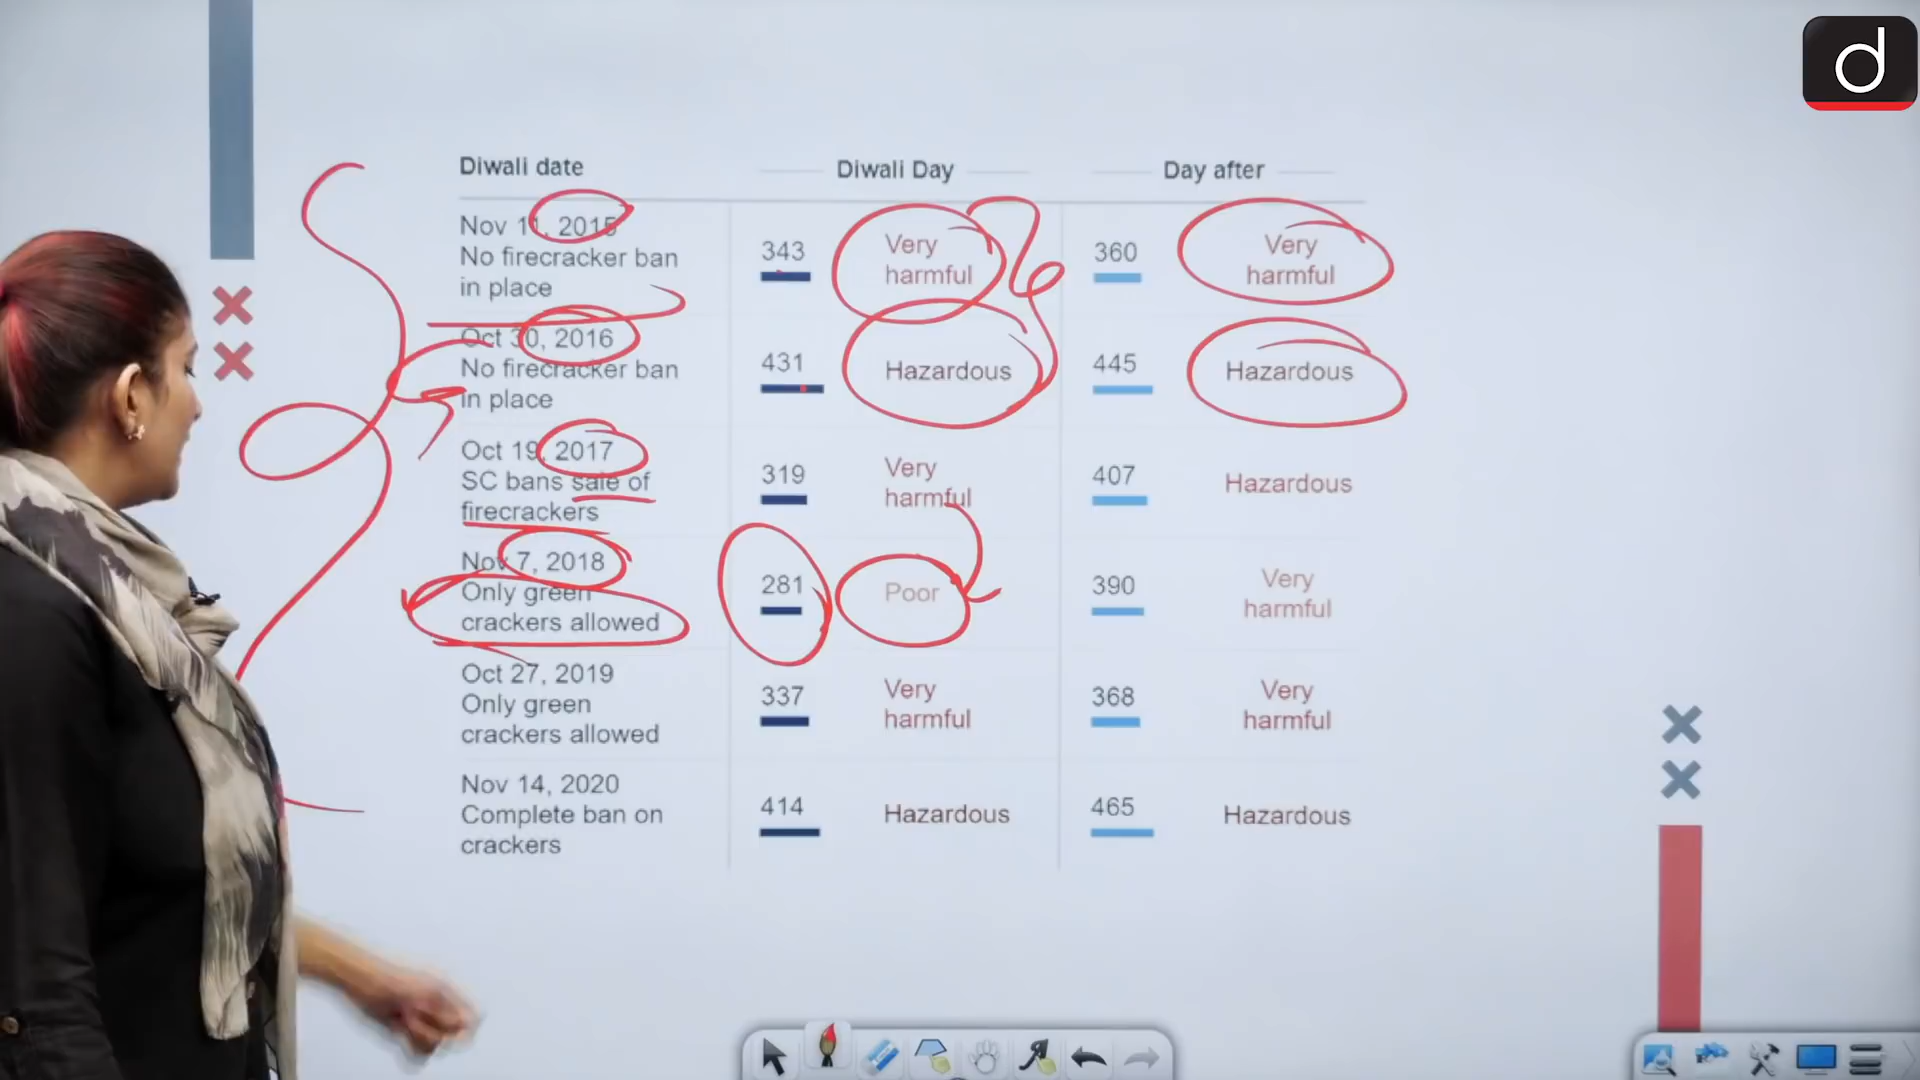 d
Diwali date Diwali Day Day after
Nov 11, 2015
No firecracker ban
in place
343 Very
harmful
360 Very
harmful
Oct 30, 2016
No firecracker ban
in place
431 Hazardous
445 Hazardous
Oct 19, 2017
SC bans sale of
firecrackers
319 Very
harmful
407 Hazardous
Nov 7, 2018
Only green
crackers allowed
281 Poor
390 Very
harmful
Oct 27, 2019
Only green
crackers allowed
337 Very
harmful
368 Very
harmful
Nov 14, 2020
Complete ban on
crackers
414 Hazardous
465 Hazardous